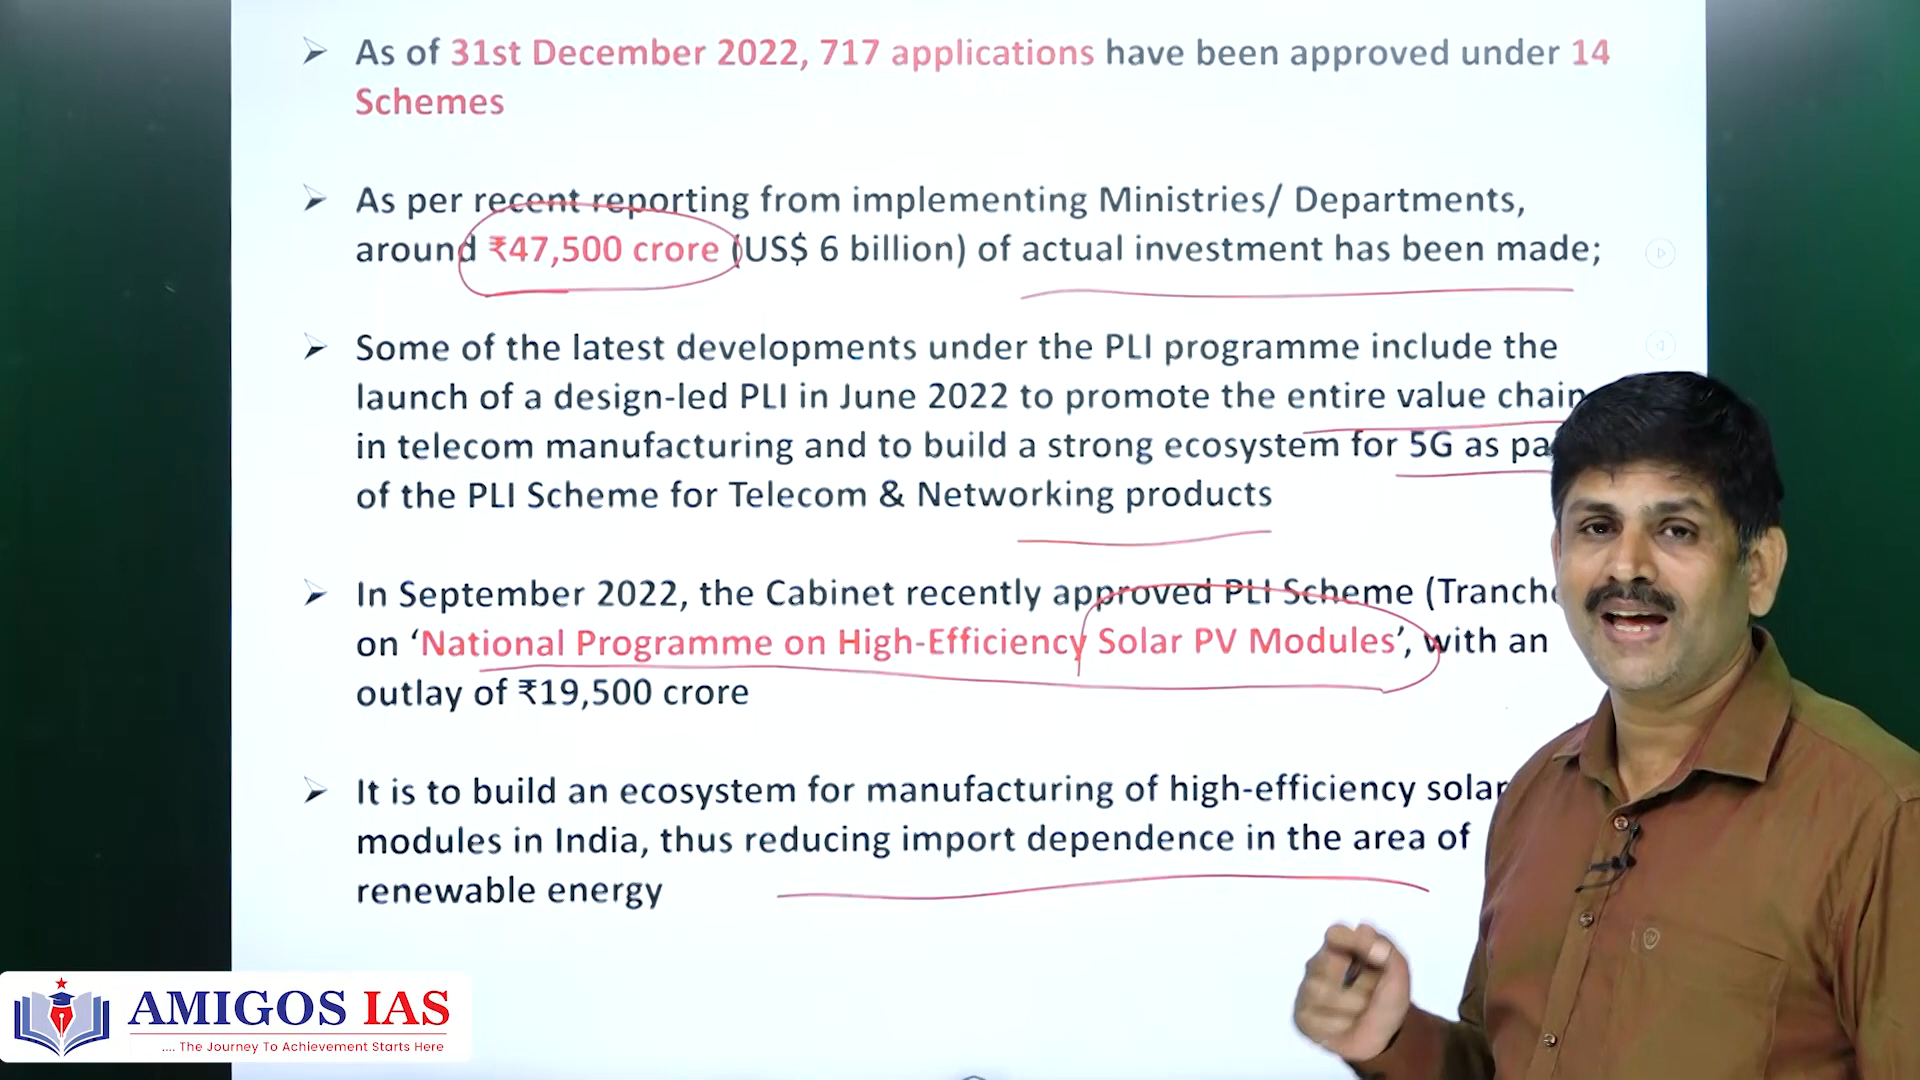 As of 31st December 2022, 717 applications have been approved under 14
Schemes
As per recent reporting from implementing Ministries/ Departments,
around ₹47,500 crore (US$ 6 billion) of actual investment has been made;
Some of the latest developments under the PLI programme include the
launch of a design-led PLI in June 2022 to promote the entire value chain
in telecom manufacturing and to build a strong ecosystem for 5G as
of the PLI Scheme for Telecom & Networking products
In September 2022, the Cabinet recently approved PLI Scheme
on ‘National Programme on High-Efficiency Solar PV Modules’, with an
outlay of ₹19,500 crore
It is to build an ecosystem for manufacturing of high-efficiency solar
modules in India, thus reducing import dependence in the area of
renewable energy
AMIGOS IAS
.... The Journey To Achievement Starts Here